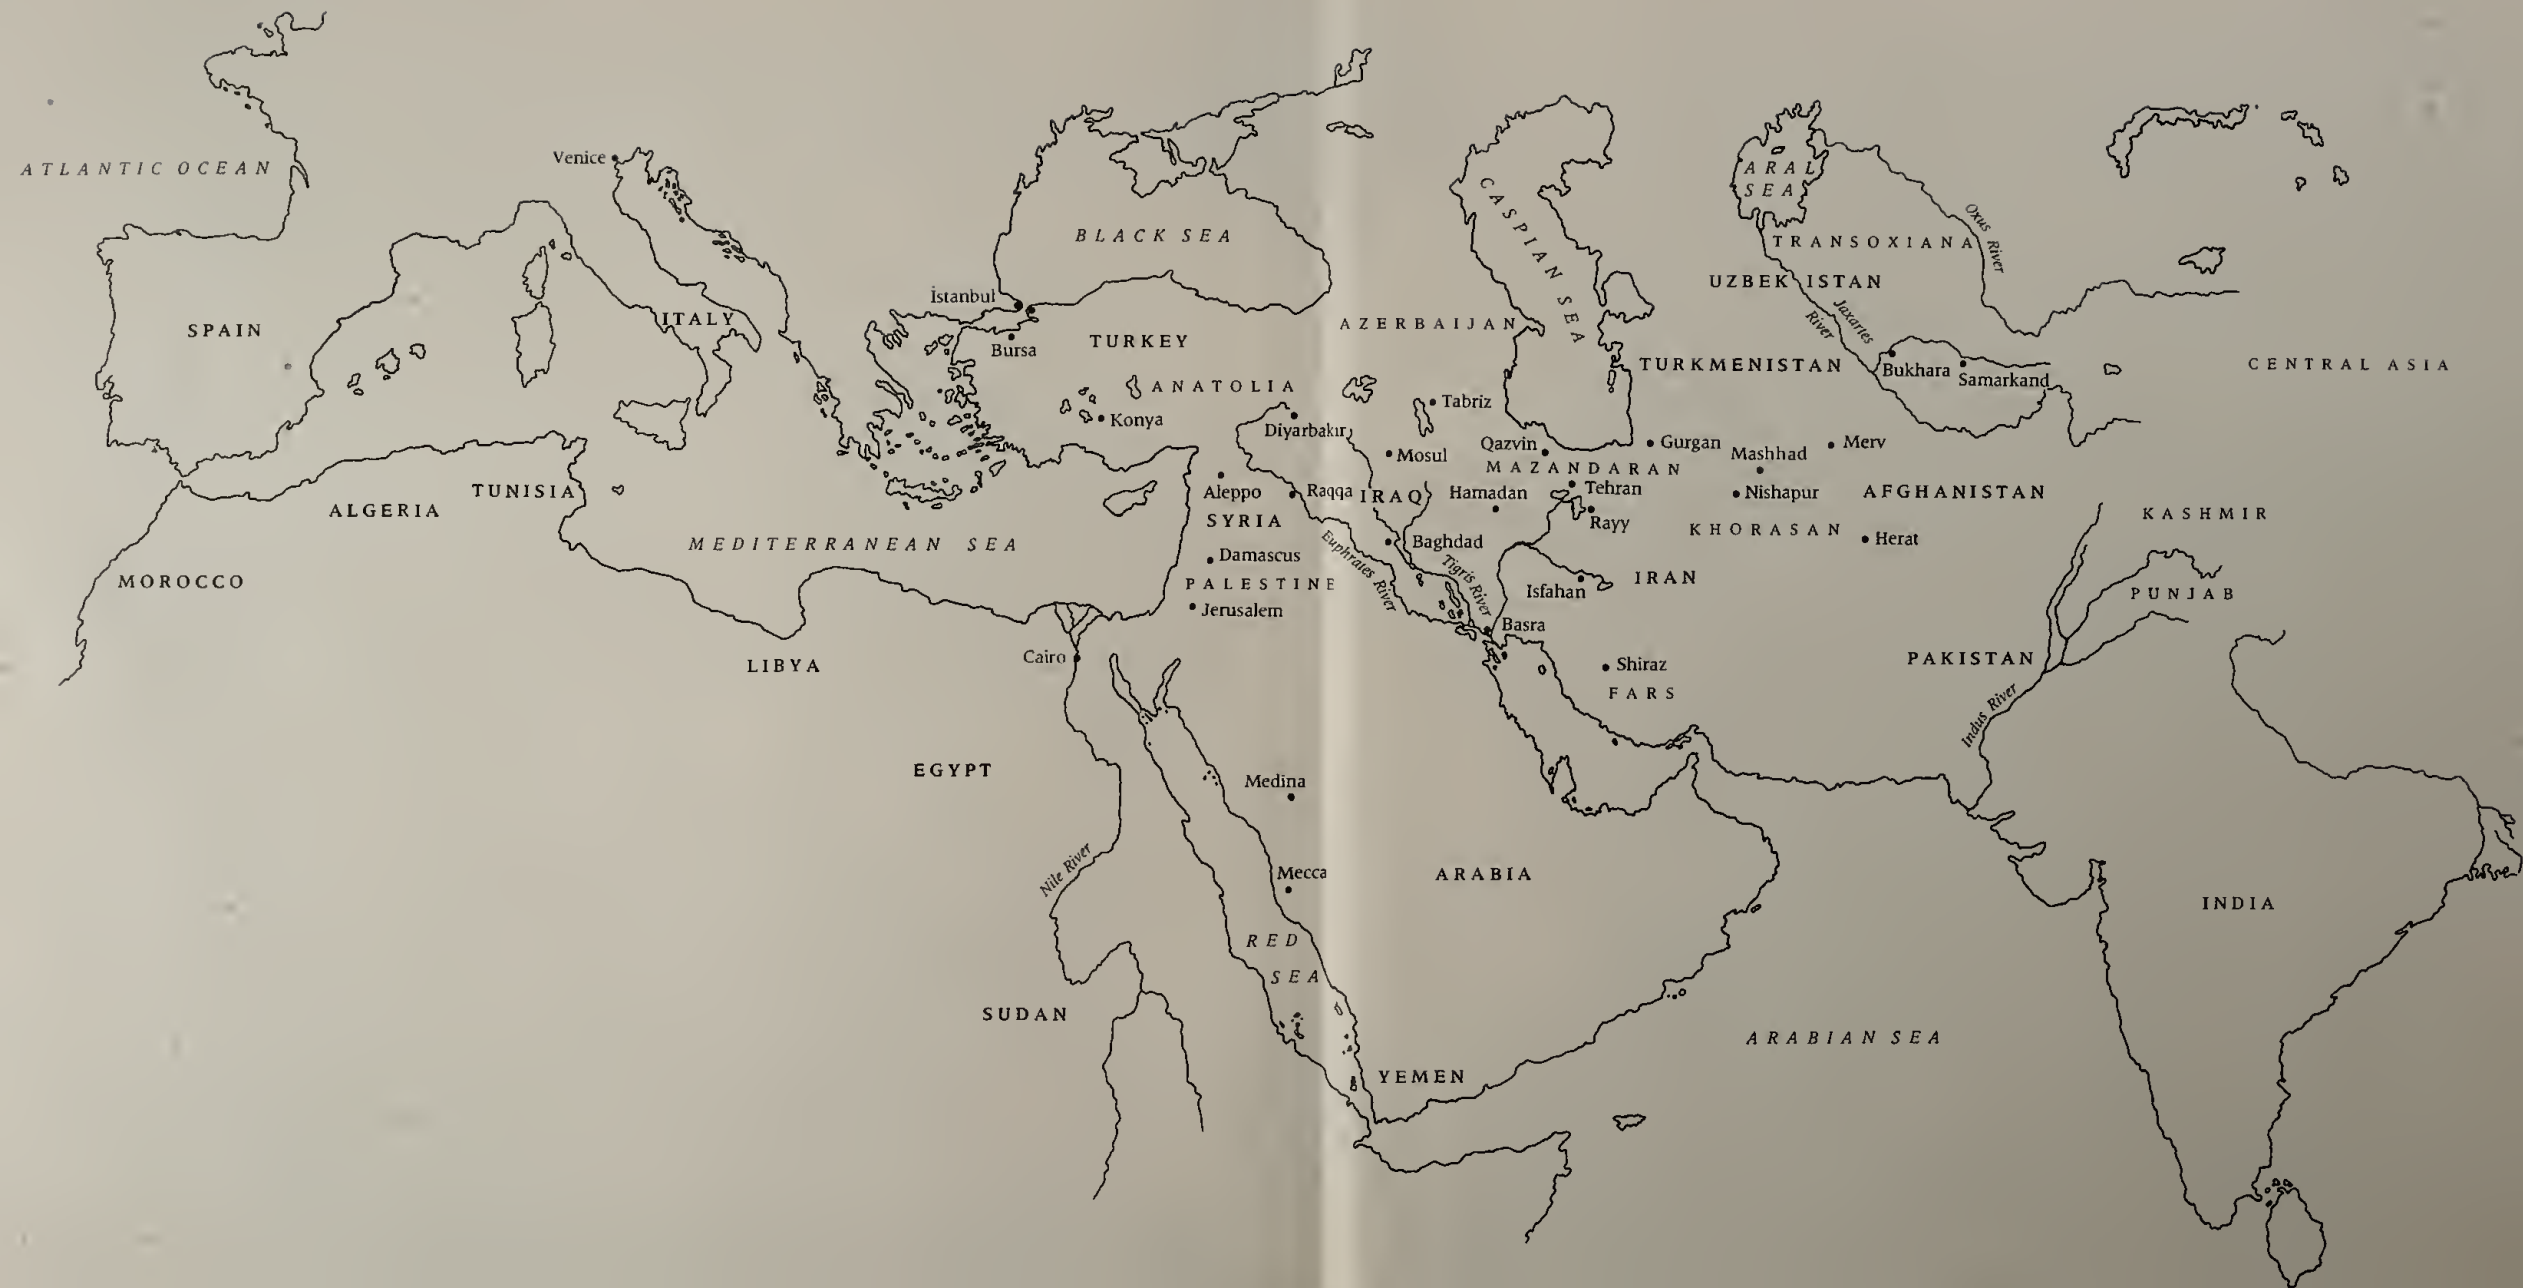 ATLANTIC OCEAN
SPAIN
MOROCCO
ALGERIA
TUNISIA
Venice
ITALY
MEDITERRANEAN SEA
LIBYA
EGYPT
SUDAN
Cairo
Nile River
BLACK SEA
İstanbul
Bursa
TURKEY
ANATOLIA
Konya
Diyarbakır
Aleppo
Raqqa
SYRIA
Damascus
PALESTINE
Jerusalem
Medina
Mecca
RED
SEA
YEMEN
ARABIA
ARABIAN SEA
CASPIAN SEA
AZERBAIJAN
Tabriz
Mosul
Qazvin
MAZANDARAN
IRAQ
Hamadan
Tehran
Rayy
Baghdad
Euphrates River
Tigris River
Isfahan
IRAN
Basra
Shiraz
FARS
ARAL
SEA
Oxus River
TRANSOXIANA
UZBEKISTAN
Jaxartes
River
TURKMENISTAN
Bukhara
Samarkand
CENTRAL ASIA
Gurgan
Mashhad
Merv
Nishapur
AFGHANISTAN
KHORASAN
Herat
KASHMIR
PUNJAB
PAKISTAN
Indus River
INDIA